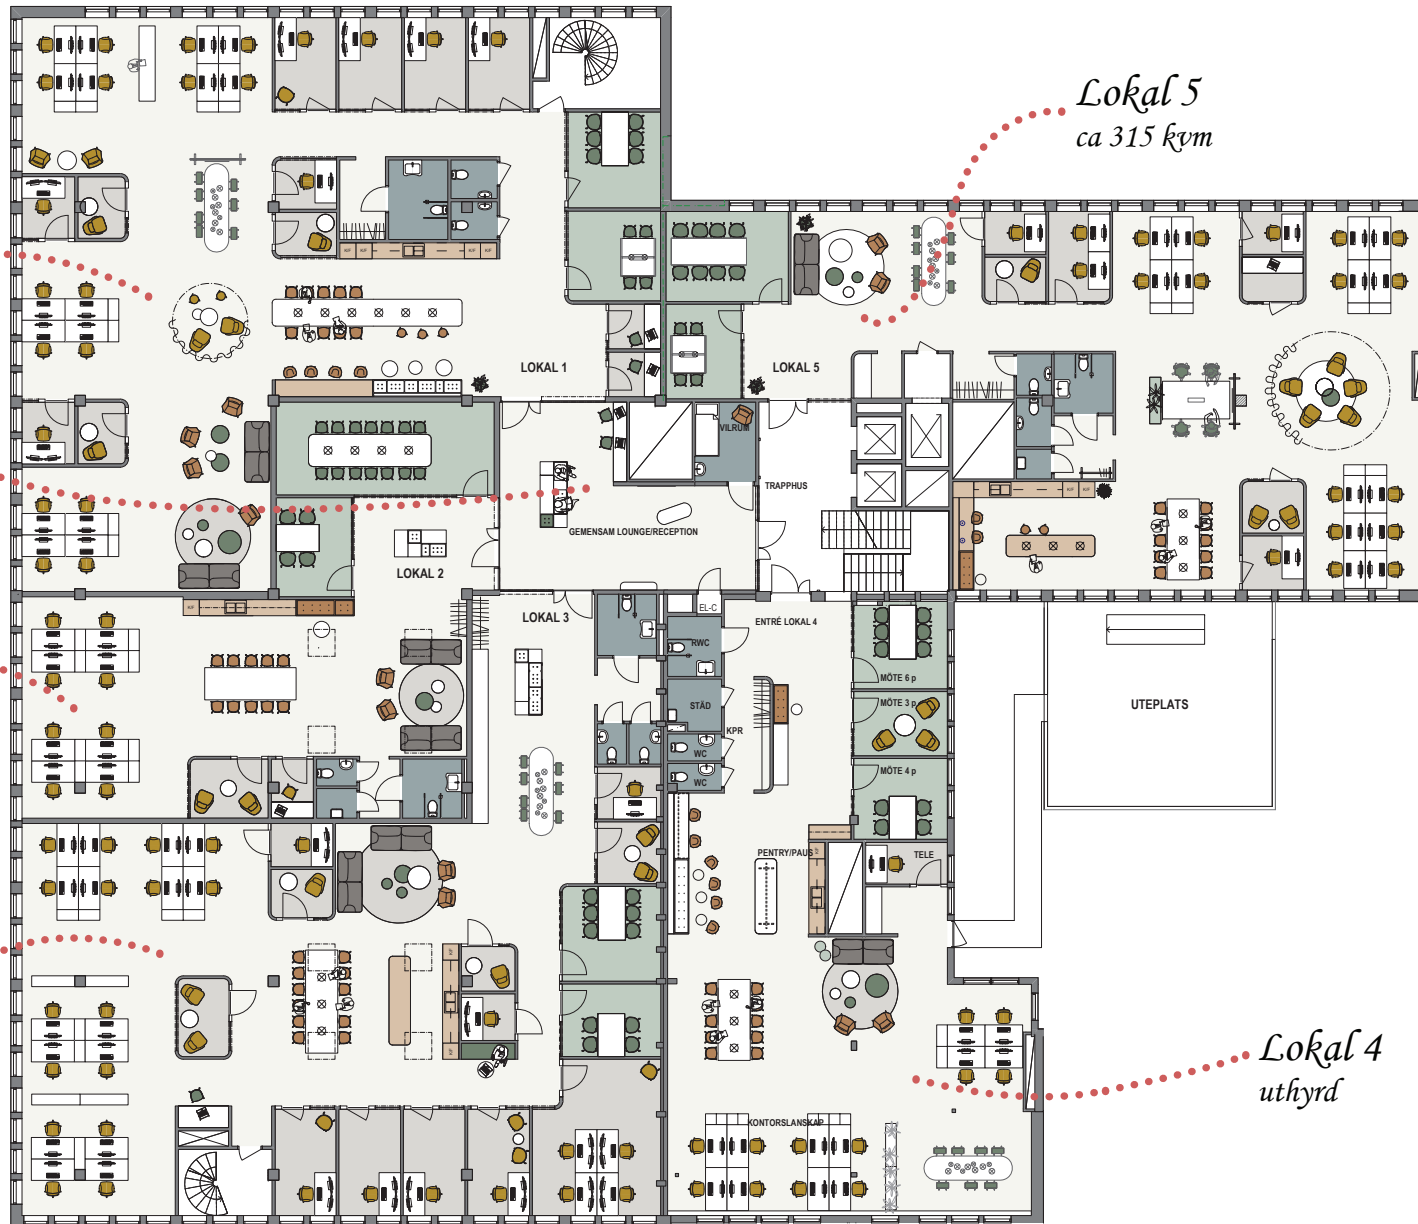 Lokal 5
ca 315 kvm
LOKAL 1
LOKAL 5
VILRUM
TRAPPHUS
GEMENSAM LOUNGE/RECEPTION
LOKAL 2
LOKAL 3
EL-C
ENTRÉ LOKAL 4
RWC
MÖTE 6 p
STÄD
MÖTE 3 p
UTEPLATS
KPR
WC
MÖTE 4 p
WC
PENTRY/PAUS
TELE
Lokal 4
uthyrd
KONTORSLANSKAP